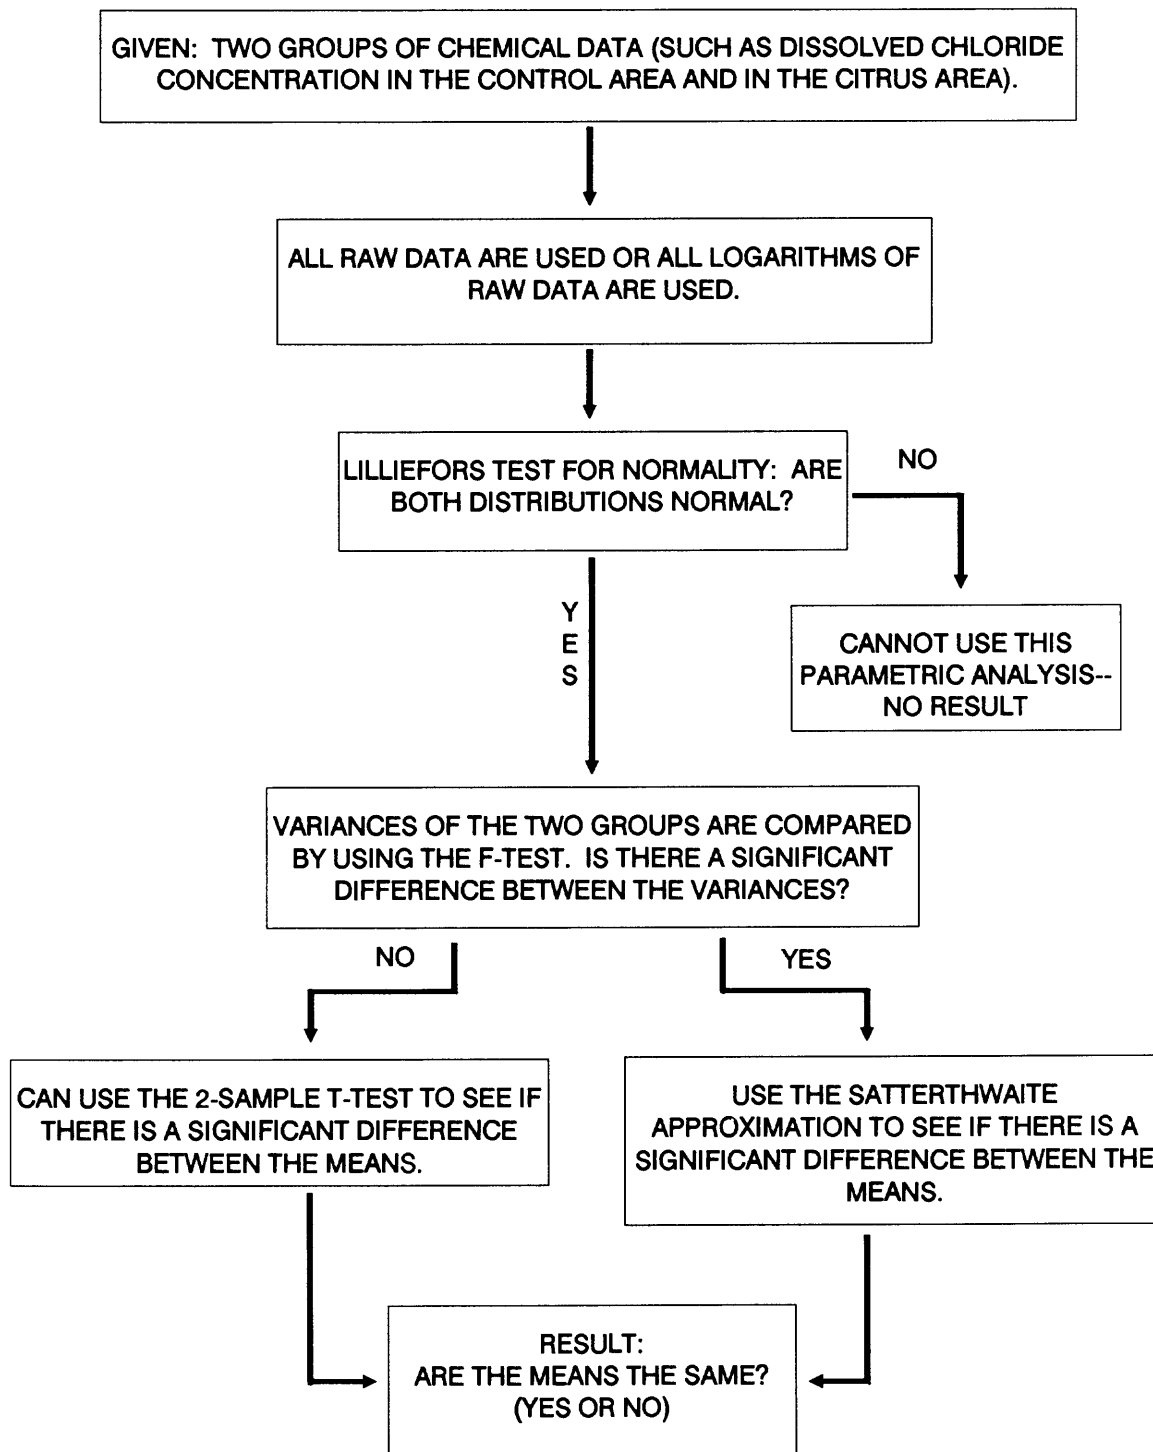 GIVEN: TWO GROUPS OF CHEMICAL DATA (SUCH AS DISSOLVED CHLORIDE
CONCENTRATION IN THE CONTROL AREA AND IN THE CITRUS AREA).
ALL RAW DATA ARE USED OR ALL LOGARITHMS OF
RAW DATA ARE USED.
LILLIEFORS TEST FOR NORMALITY: ARE
BOTH DISTRIBUTIONS NORMAL?
NO
Y
E
S
CANNOT USE THIS
PARAMETRIC ANALYSIS--
NO RESULT
VARIANCES OF THE TWO GROUPS ARE COMPARED
BY USING THE F-TEST. IS THERE A SIGNIFICANT
DIFFERENCE BETWEEN THE VARIANCES?
NO
YES
CAN USE THE 2-SAMPLE T-TEST TO SEE IF
THERE IS A SIGNIFICANT DIFFERENCE
BETWEEN THE MEANS.
USE THE SATTERTHWAITE
APPROXIMATION TO SEE IF THERE IS A
SIGNIFICANT DIFFERENCE BETWEEN THE
MEANS.
RESULT:
ARE THE MEANS THE SAME?
(YES OR NO)